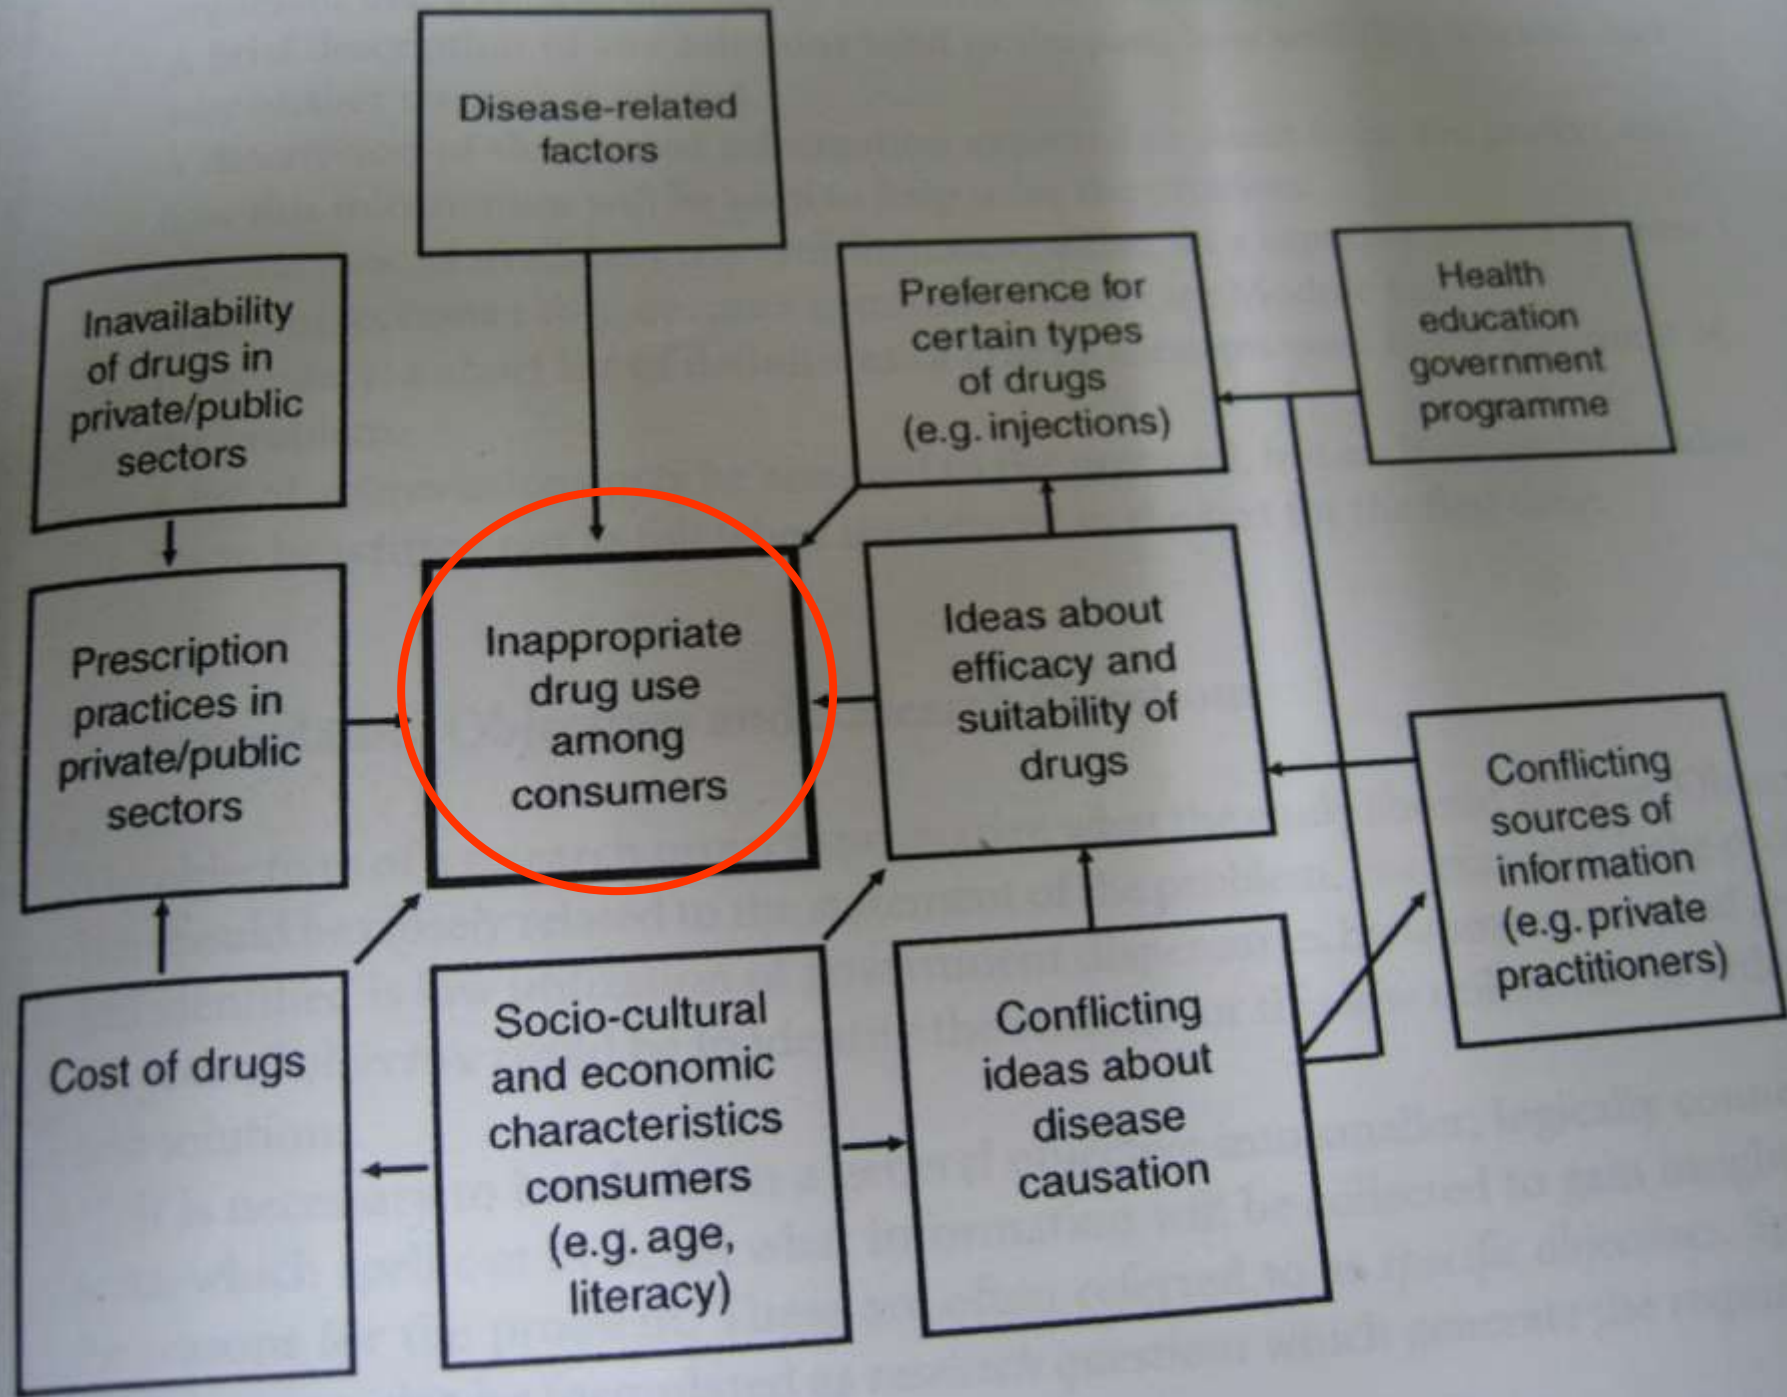 Disease-related
factors
Inavailability
of drugs in
private/public
sectors
Preference for
certain types
of drugs
(e.g. injections)
Health
education
government
programme
Prescription
practices in
private/public
sectors
Inappropriate
drug use
among
consumers
Ideas about
efficacy and
suitability of
drugs
Conflicting
sources of
information
(e.g. private
practitioners)
Cost of drugs
Socio-cultural
and economic
characteristics
consumers
(e.g. age,
literacy)
Conflicting
ideas about
disease
causation